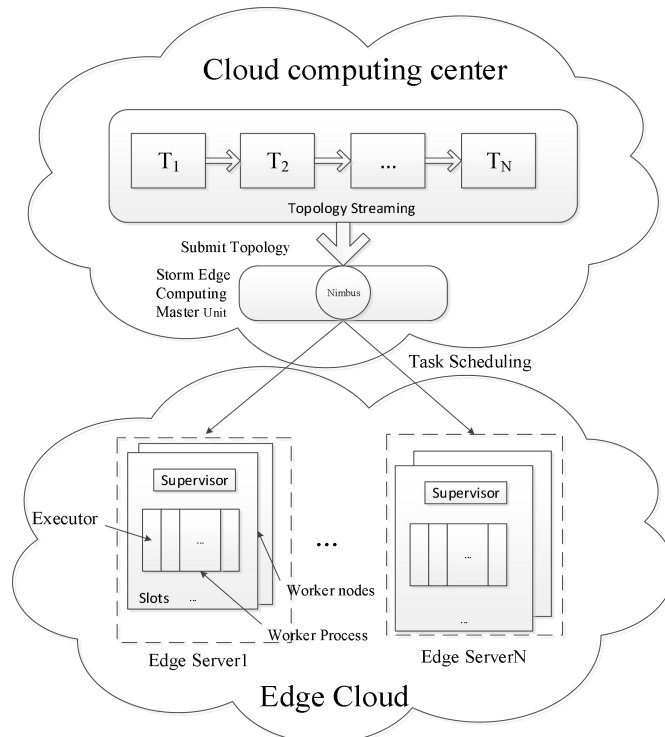 Cloud computing center
T1
T2
...
TN
Topology Streaming
Submit Topology
Storm Edge
Computing
Master Unit
Nimbus
Task Scheduling
Supervisor
Supervisor
Executor
...
...
...
Slots ...
Worker nodes
...
Worker Process
Edge Server1
Edge ServerN
Edge Cloud